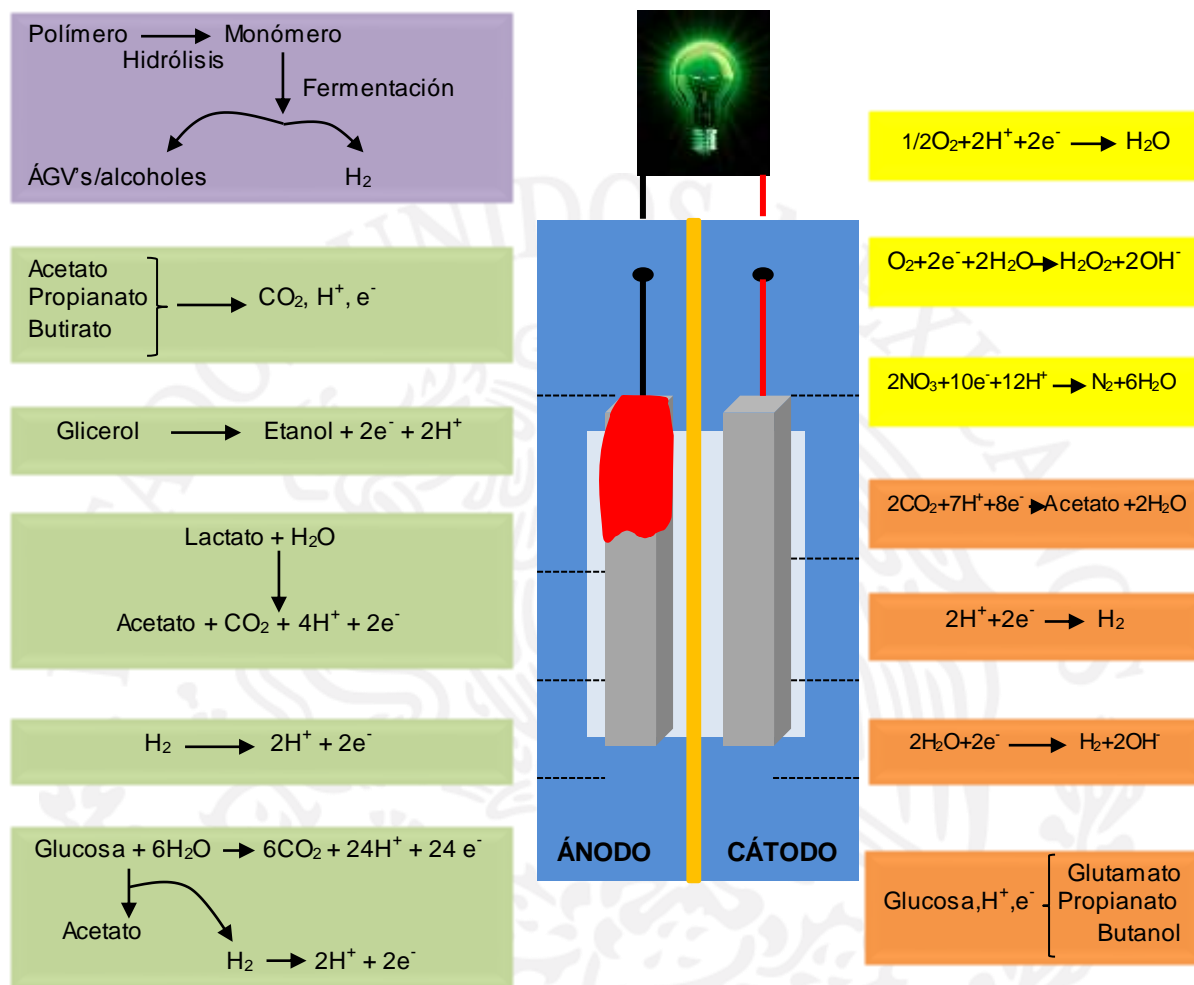 Polímero → Monómero
Hidrólisis
Fermentación
ÁGV's/alcoholes H₂
Acetato
Propianato
Butirato
CO₂, H⁺, e⁻
Glicerol → Etanol + 2e⁻ + 2H⁺
Lactato + H₂O
Acetato + CO₂ + 4H⁺ + 2e⁻
H₂ → 2H⁺ + 2e⁻
Glucosa + 6H₂O → 6CO₂ + 24H⁺ + 24 e⁻
Acetato
H₂ → 2H⁺ + 2e⁻
ÁNODO CÁTODO
1/2O₂+2H⁺+2e⁻ → H₂O
O₂+2e⁻+2H₂O→H₂O₂+2OH⁻
2NO₃+10e⁻+12H⁺ → N₂+6H₂O
2CO₂+7H⁺+8e⁻→Acetato+2H₂O
2H⁺+2e⁻ → H₂
2H₂O+2e⁻ → H₂+2OH⁻
Glucosa,H⁺,e⁻
Glutamato
Propianato
Butanol